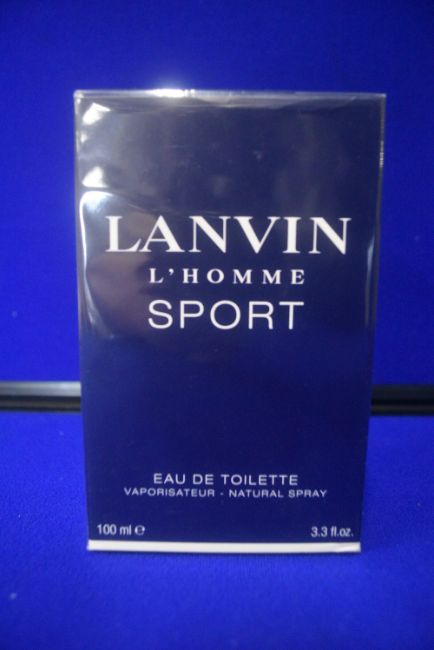 LANVIN
L'HOMME
SPORT
EAU DE TOILETTE
VAPORISATEUR - NATURAL SPRAY
100 ml ℮ 3.3 fl.oz.